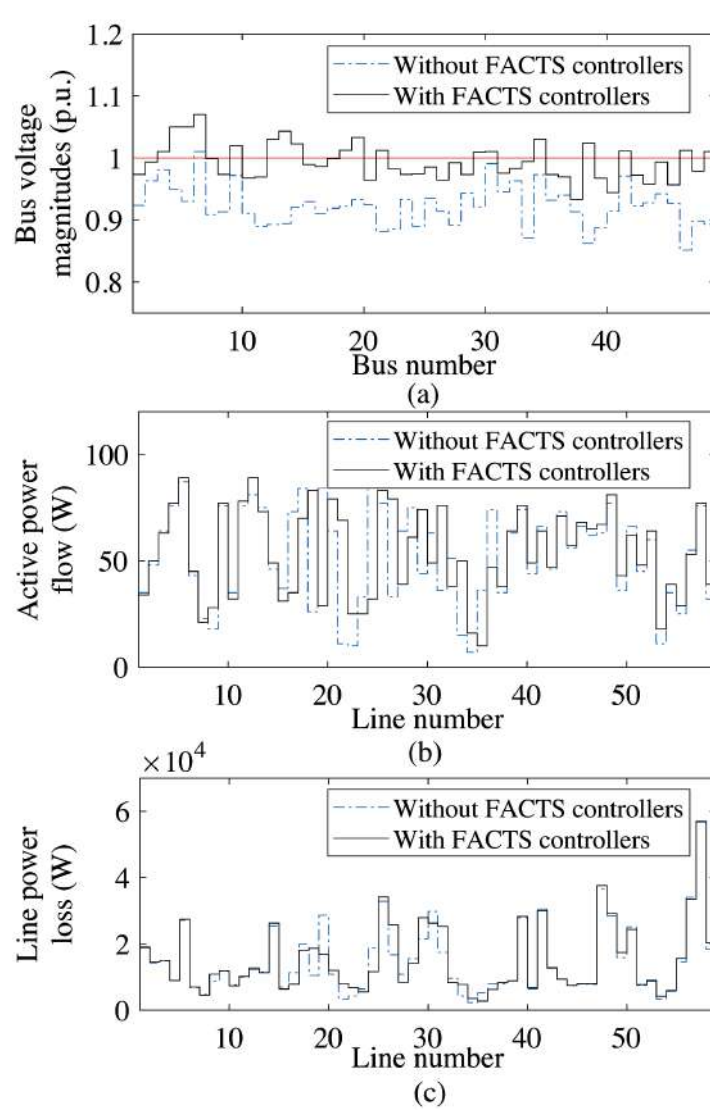 1.2
1.1
1
0.9
0.8
Bus voltage
magnitudes (p.u.)
Without FACTS controllers
With FACTS controllers
10 20 30 40
Bus number
(a)
100
50
0
Active power
flow (W)
Without FACTS controllers
With FACTS controllers
10 20 30 40 50
Line number
(b)
×10⁴
6
4
2
0
Line power
loss (W)
Without FACTS controllers
With FACTS controllers
10 20 30 40 50
Line number
(c)